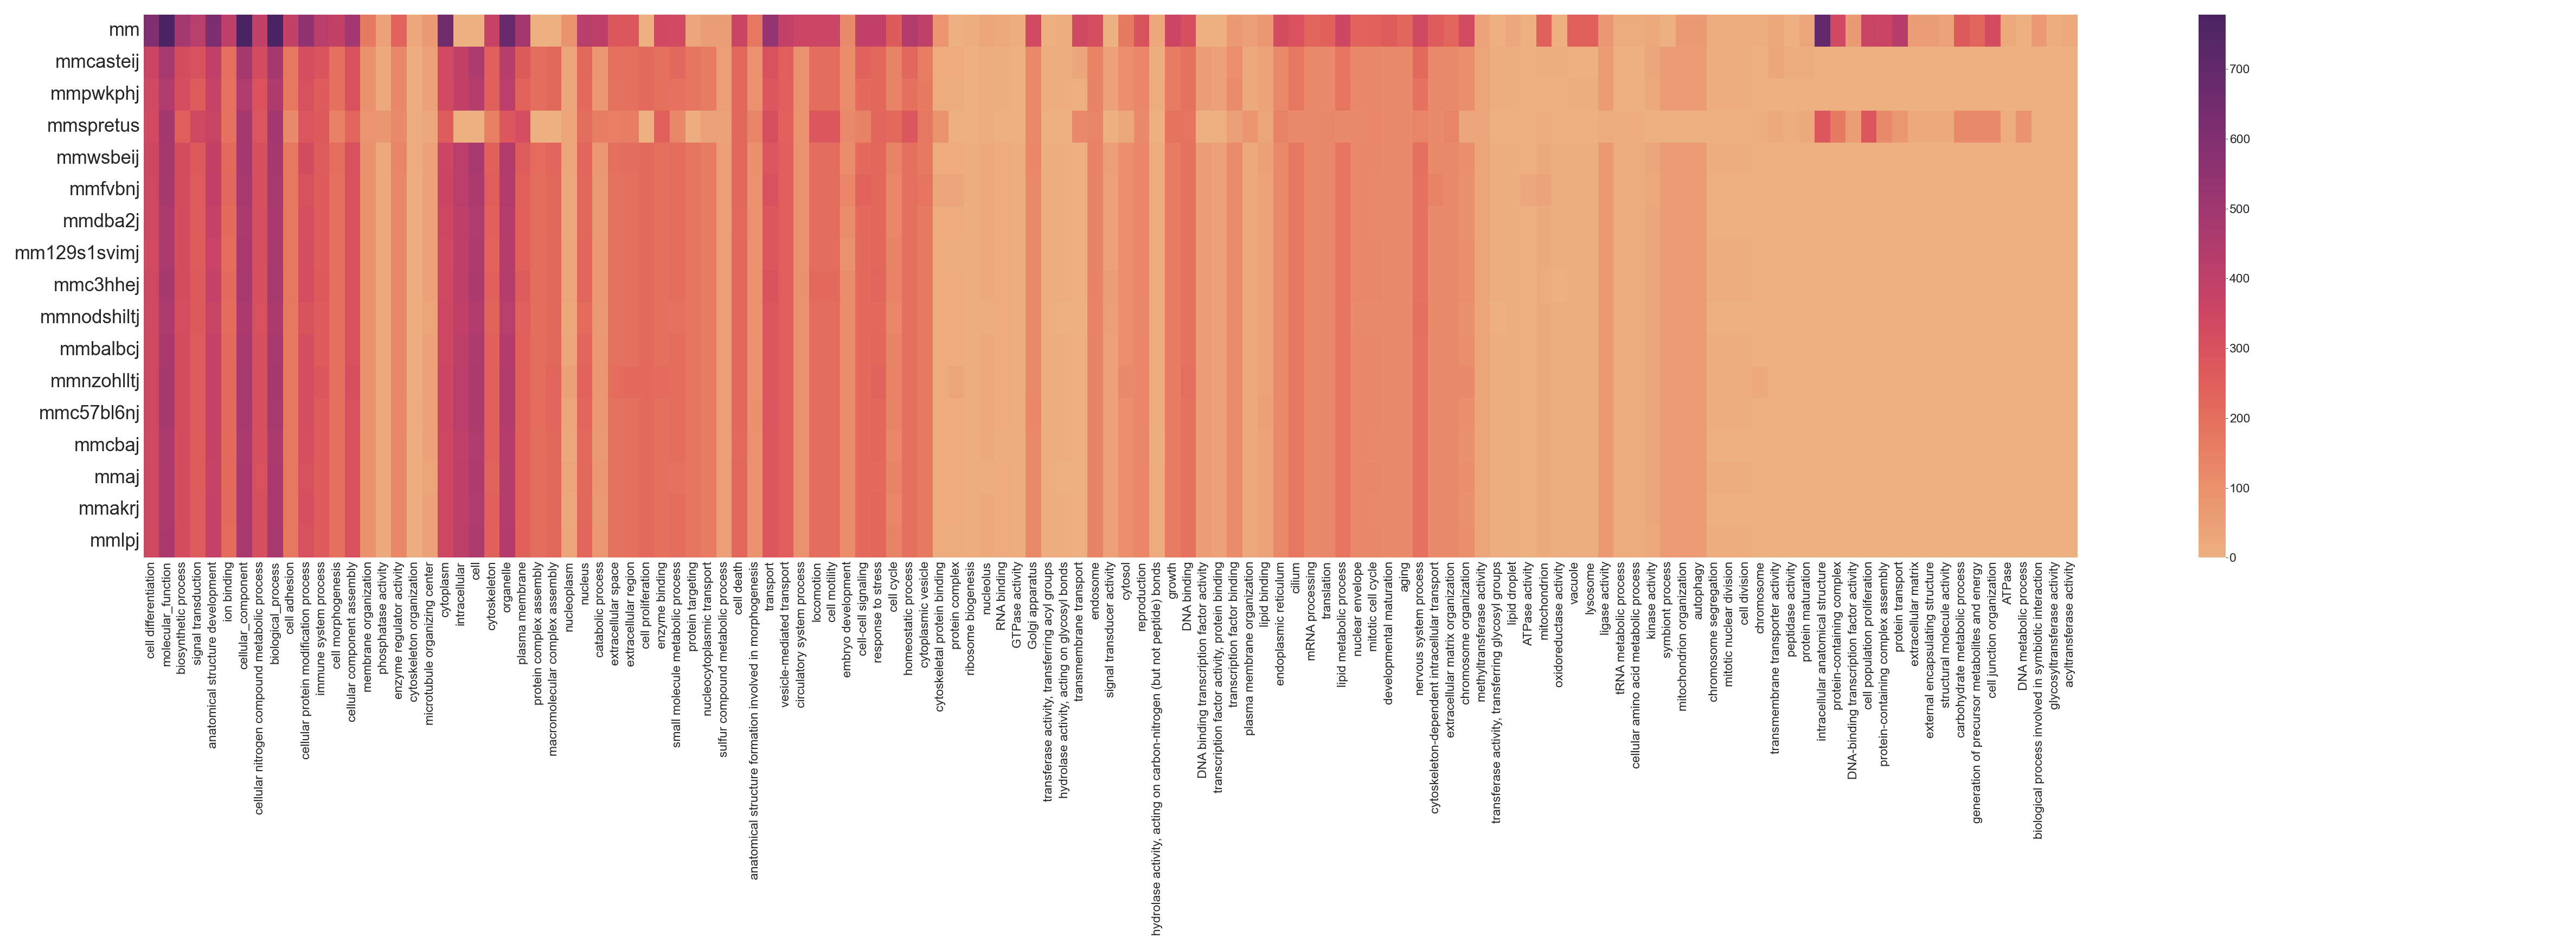 mm
mmcasteij
mmpwkphj
mmspretus
mmwsbeij
mmfvbnj
mmdba2j
mm129s1svimj
mmc3hhej
mmnodshiltj
mmbalbcj
mmnzohlltj
mmc57bl6nj
mmcbaj
mmaj
mmakrj
mmlpj
700
600
500
400
300
200
100
0
cell differentiation
molecular_function
biosynthetic process
signal transduction
anatomical structure development
ion binding
cellular_component
cellular nitrogen compound metabolic process
biological_process
cell adhesion
cellular protein modification process
immune system process
cell morphogenesis
cellular component assembly
membrane organization
phosphatase activity
enzyme regulator activity
cytoskeleton organization
microtubule organizing center
cytoplasm
intracellular
cell
cytoskeleton
organelle
plasma membrane
protein complex assembly
macromolecular complex assembly
nucleoplasm
nucleus
catabolic process
extracellular space
extracellular region
cell proliferation
enzyme binding
small molecule metabolic process
protein targeting
nucleocytoplasmic transport
sulfur compound metabolic process
cell death
anatomical structure formation involved in morphogenesis
transport
vesicle-mediated transport
circulatory system process
locomotion
cell motility
embryo development
cell-cell signaling
response to stress
cell cycle
homeostatic process
cytoplasmic vesicle
cytoskeletal protein binding
protein complex
ribosome biogenesis
nucleolus
RNA binding
GTPase activity
Golgi apparatus
transferase activity, transferring acyl groups
hydrolase activity, acting on glycosyl bonds
transmembrane transport
endosome
signal transducer activity
cytosol
reproduction
hydrolase activity, acting on carbon-nitrogen (but not peptide) bonds
growth
DNA binding
DNA binding transcription factor activity
transcription factor activity, protein binding
transcription factor binding
plasma membrane organization
lipid binding
endoplasmic reticulum
cilium
mRNA processing
translation
lipid metabolic process
nuclear envelope
mitotic cell cycle
developmental maturation
aging
nervous system process
cytoskeleton-dependent intracellular transport
extracellular matrix organization
chromosome organization
methyltransferase activity
transferase activity, transferring glycosyl groups
lipid droplet
ATPase activity
mitochondrion
oxidoreductase activity
vacuole
lysosome
ligase activity
tRNA metabolic process
cellular amino acid metabolic process
kinase activity
symbiont process
mitochondrion organization
autophagy
chromosome segregation
mitotic nuclear division
cell division
chromosome
transmembrane transporter activity
peptidase activity
protein maturation
intracellular anatomical structure
protein-containing complex
DNA-binding transcription factor activity
cell population proliferation
protein-containing complex assembly
protein transport
extracellular matrix
external encapsulating structure
structural molecule activity
carbohydrate metabolic process
generation of precursor metabolites and energy
cell junction organization
ATPase
DNA metabolic process
biological process involved in symbiotic interaction
glycosyltransferase activity
acyltransferase activity